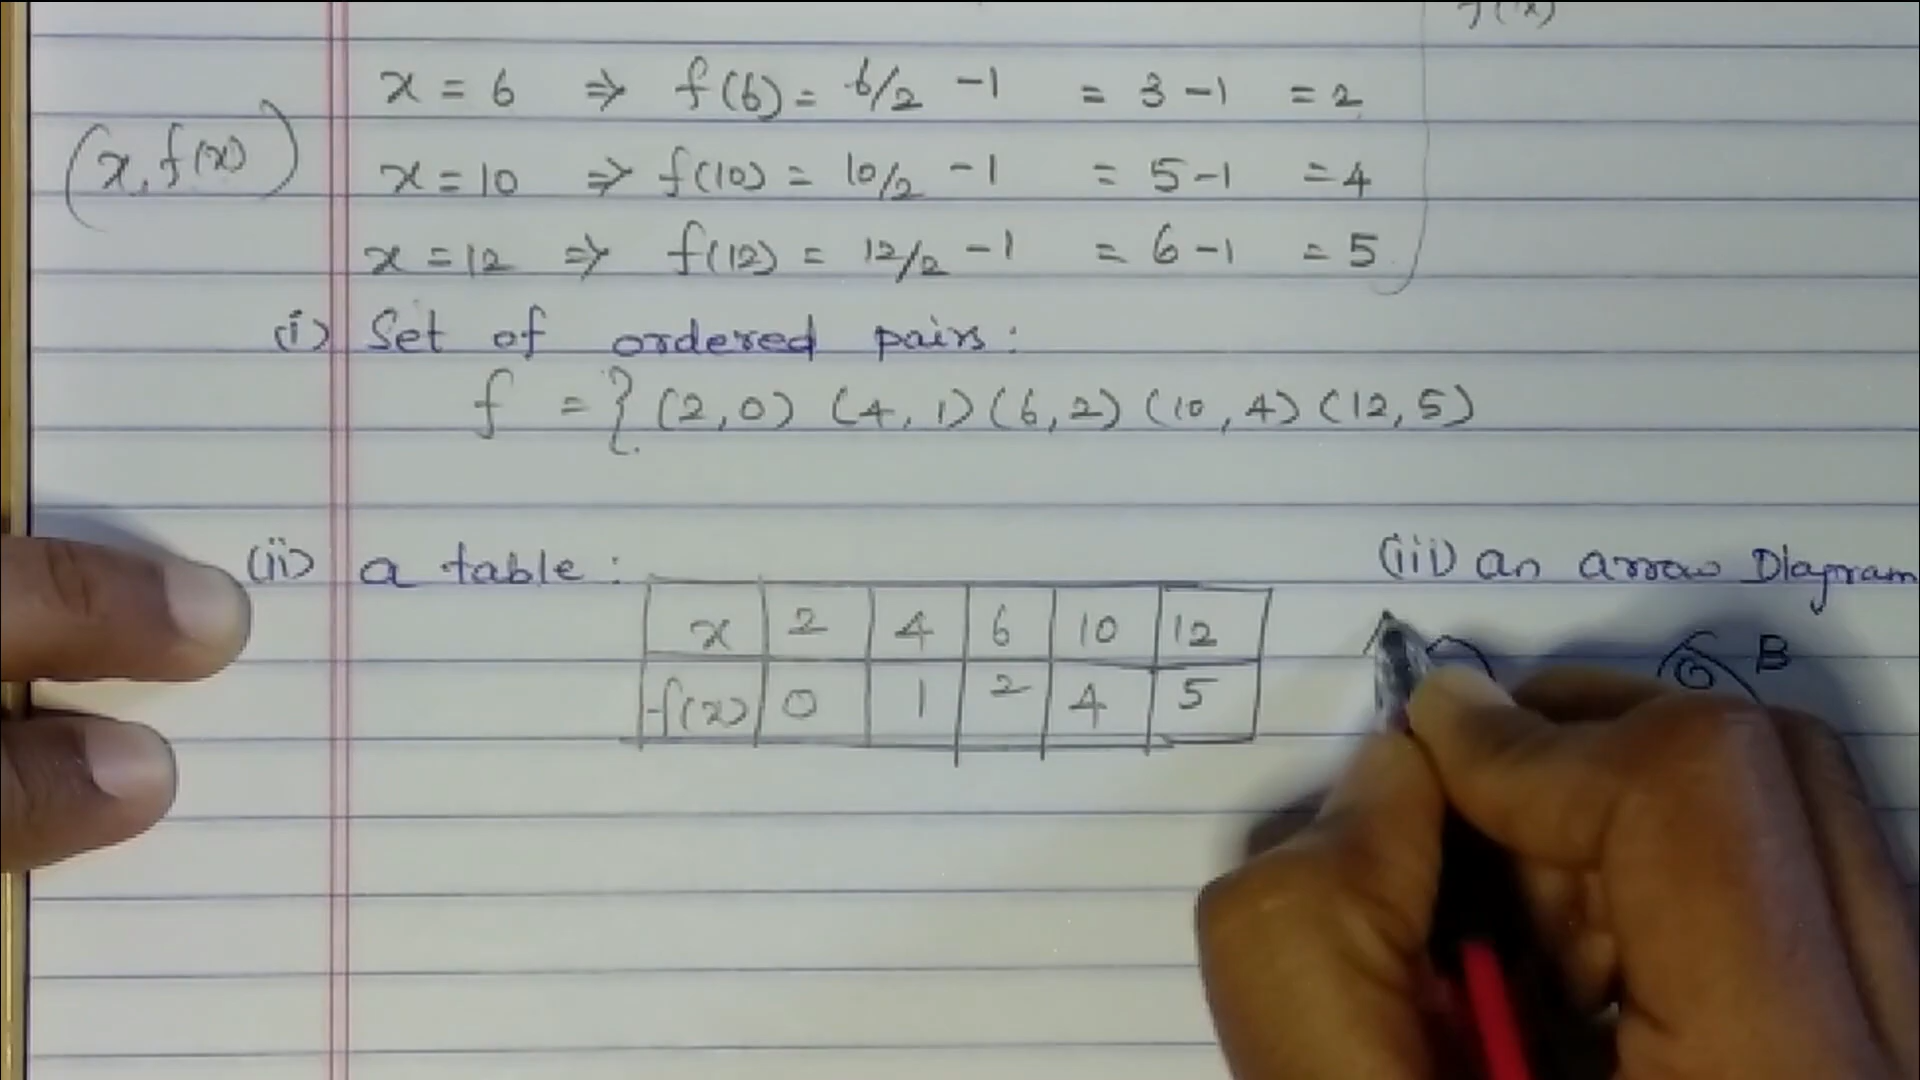 f(x)
x = 6 ⇒ f(6) = 6/2 -1 = 3 -1 = 2
(x, f(x))
x = 10 ⇒ f(10) = 10/2 -1 = 5 -1 = 4
x = 12 ⇒ f(12) = 12/2 -1 = 6 -1 = 5
(i) Set of ordered pairs :
f = { (2,0) (4,1) (6,2) (10,4) (12,5)
(ii) a table :
(iii) an arrow Diagram
x 2 4 6 10 12
f(x) 0 1 2 4 5
0 B